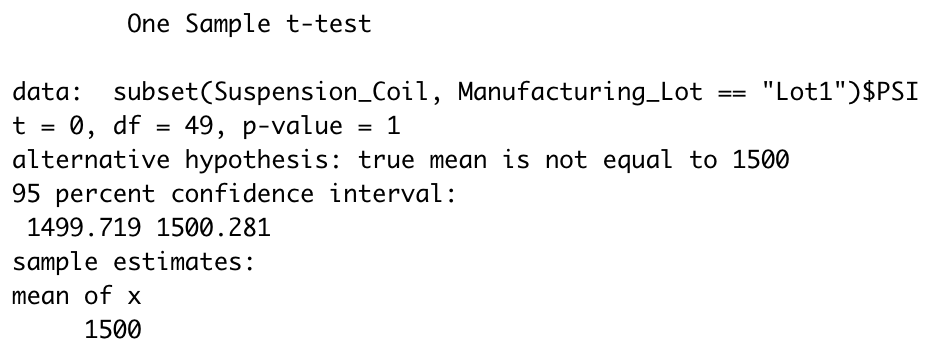 One Sample t-test
data:  subset(Suspension_Coil, Manufacturing_Lot == "Lot1")$PSI
t = 0, df = 49, p-value = 1
alternative hypothesis: true mean is not equal to 1500
95 percent confidence interval:
1499.719 1500.281
sample estimates:
mean of x
1500